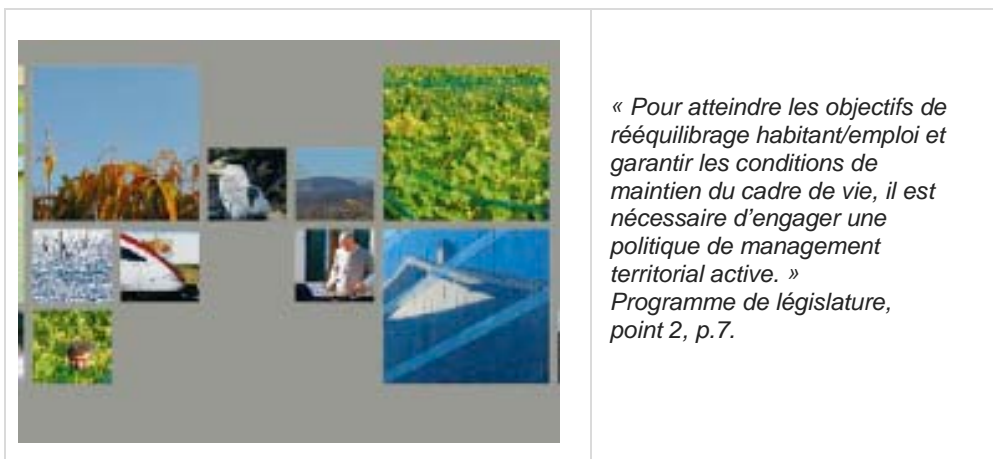 « Pour atteindre les objectifs de
rééquilibrage habitant/emploi et
garantir les conditions de
maintien du cadre de vie, il est
nécessaire d'engager une
politique de management
territorial active. »
Programme de législature,
point 2, p.7.